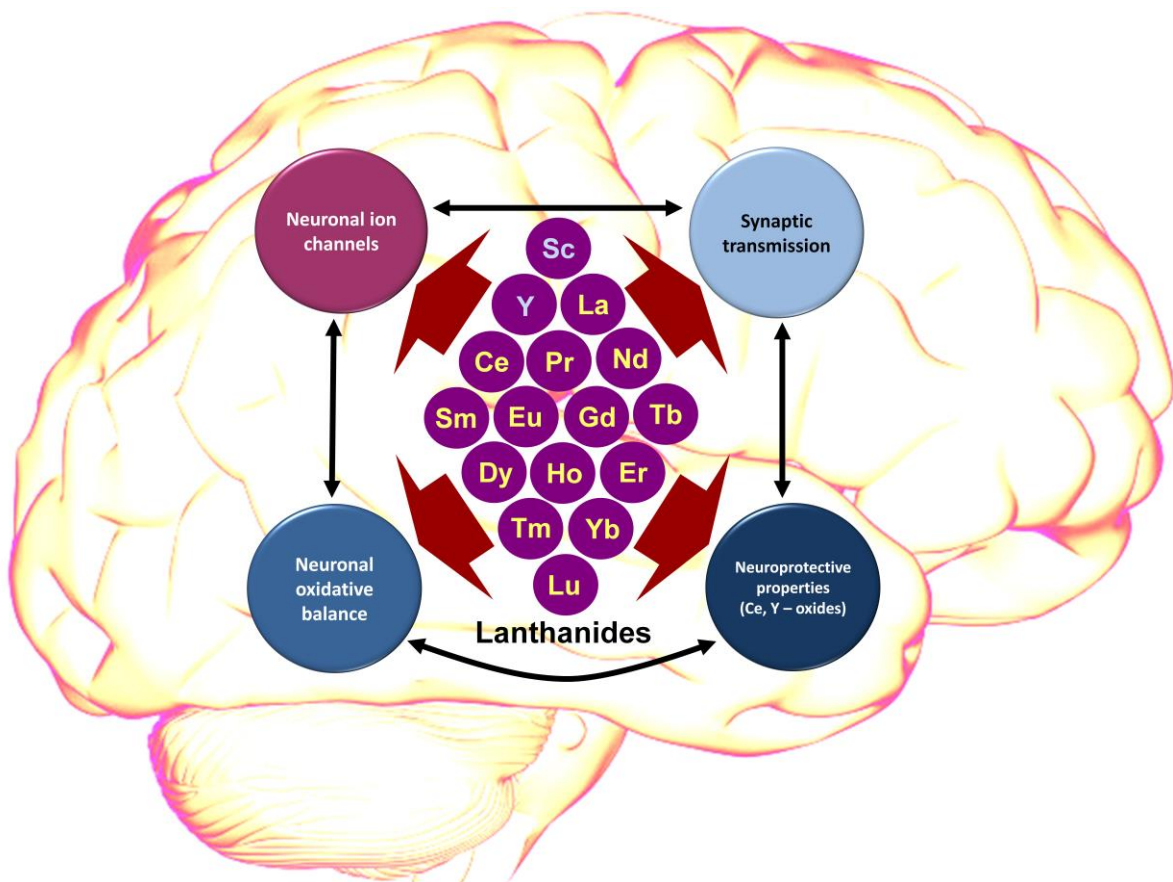 Neuronal ion
channels
Synaptic
transmission
Sc
Y La
Ce Pr Nd
Sm Eu Gd Tb
Dy Ho Er
Tm Yb
Lu
Lanthanides
Neuronal
oxidative
balance
Neuroprotective
properties
(Ce, Y – oxides)